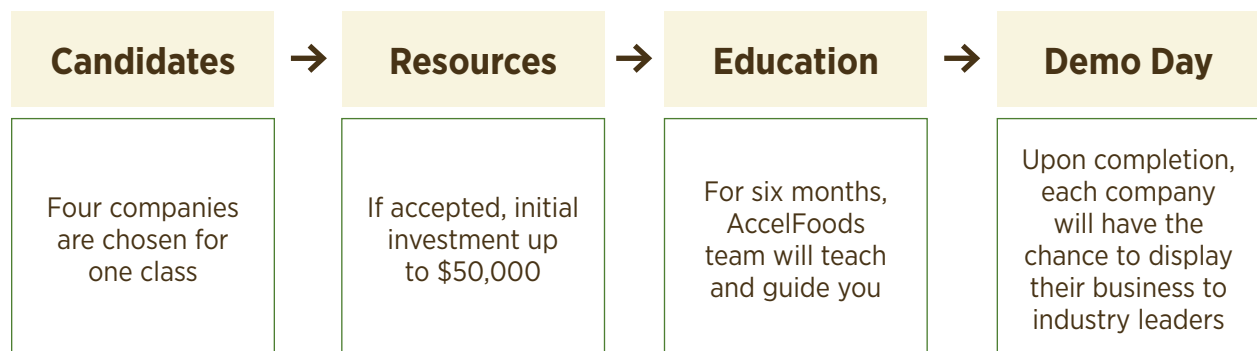 Candidates → Resources → Education → Demo Day
Four companies
are chosen for
one class
If accepted, initial
investment up
to $50,000
For six months,
AccelFoods
team will teach
and guide you
Upon completion,
each company
will have the
chance to display
their business to
industry leaders